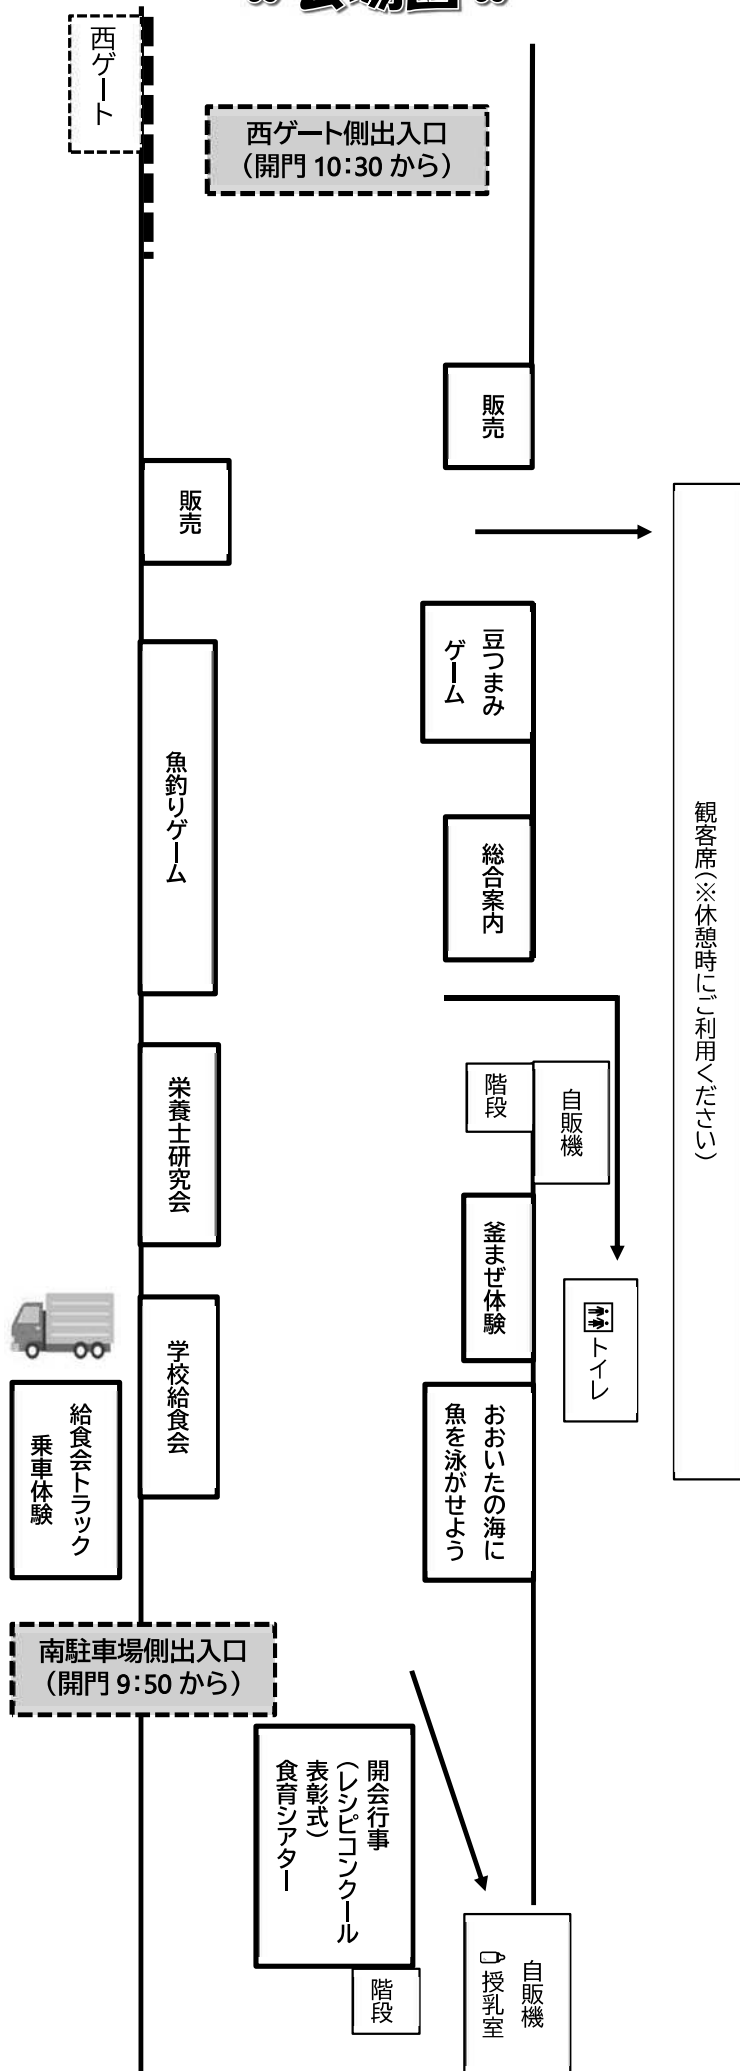 会場図
西ゲート
西ゲート側出入口
（開門 10：30 から）
販売
販売
豆つまみ
ゲーム
魚釣りゲーム
総合案内
観客席（※休憩時にご利用ください）
階段
自販機
栄養士研究会
釜まぜ体験
トイレ
学校給食会
給食会トラック
乗車体験
おおいたの海に
魚を泳がせよう
南駐車場側出入口
（開門 9：50 から）
開会行事
（レシピコンクール
表彰式）
食育シアター
階段
自販機
授乳室